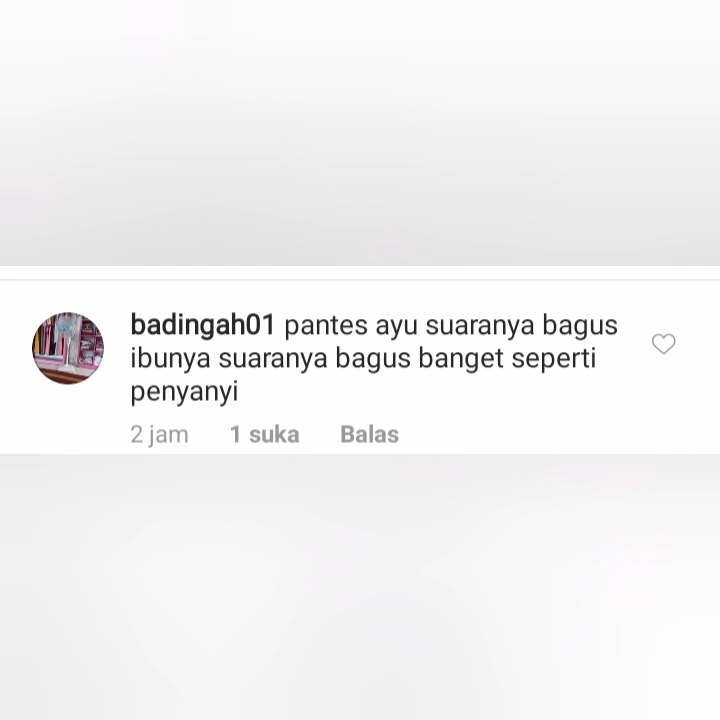 badingah01 pantes ayu suaranya bagus
ibunya suaranya bagus banget seperti
penyanyi
2 jam 1 suka Balas